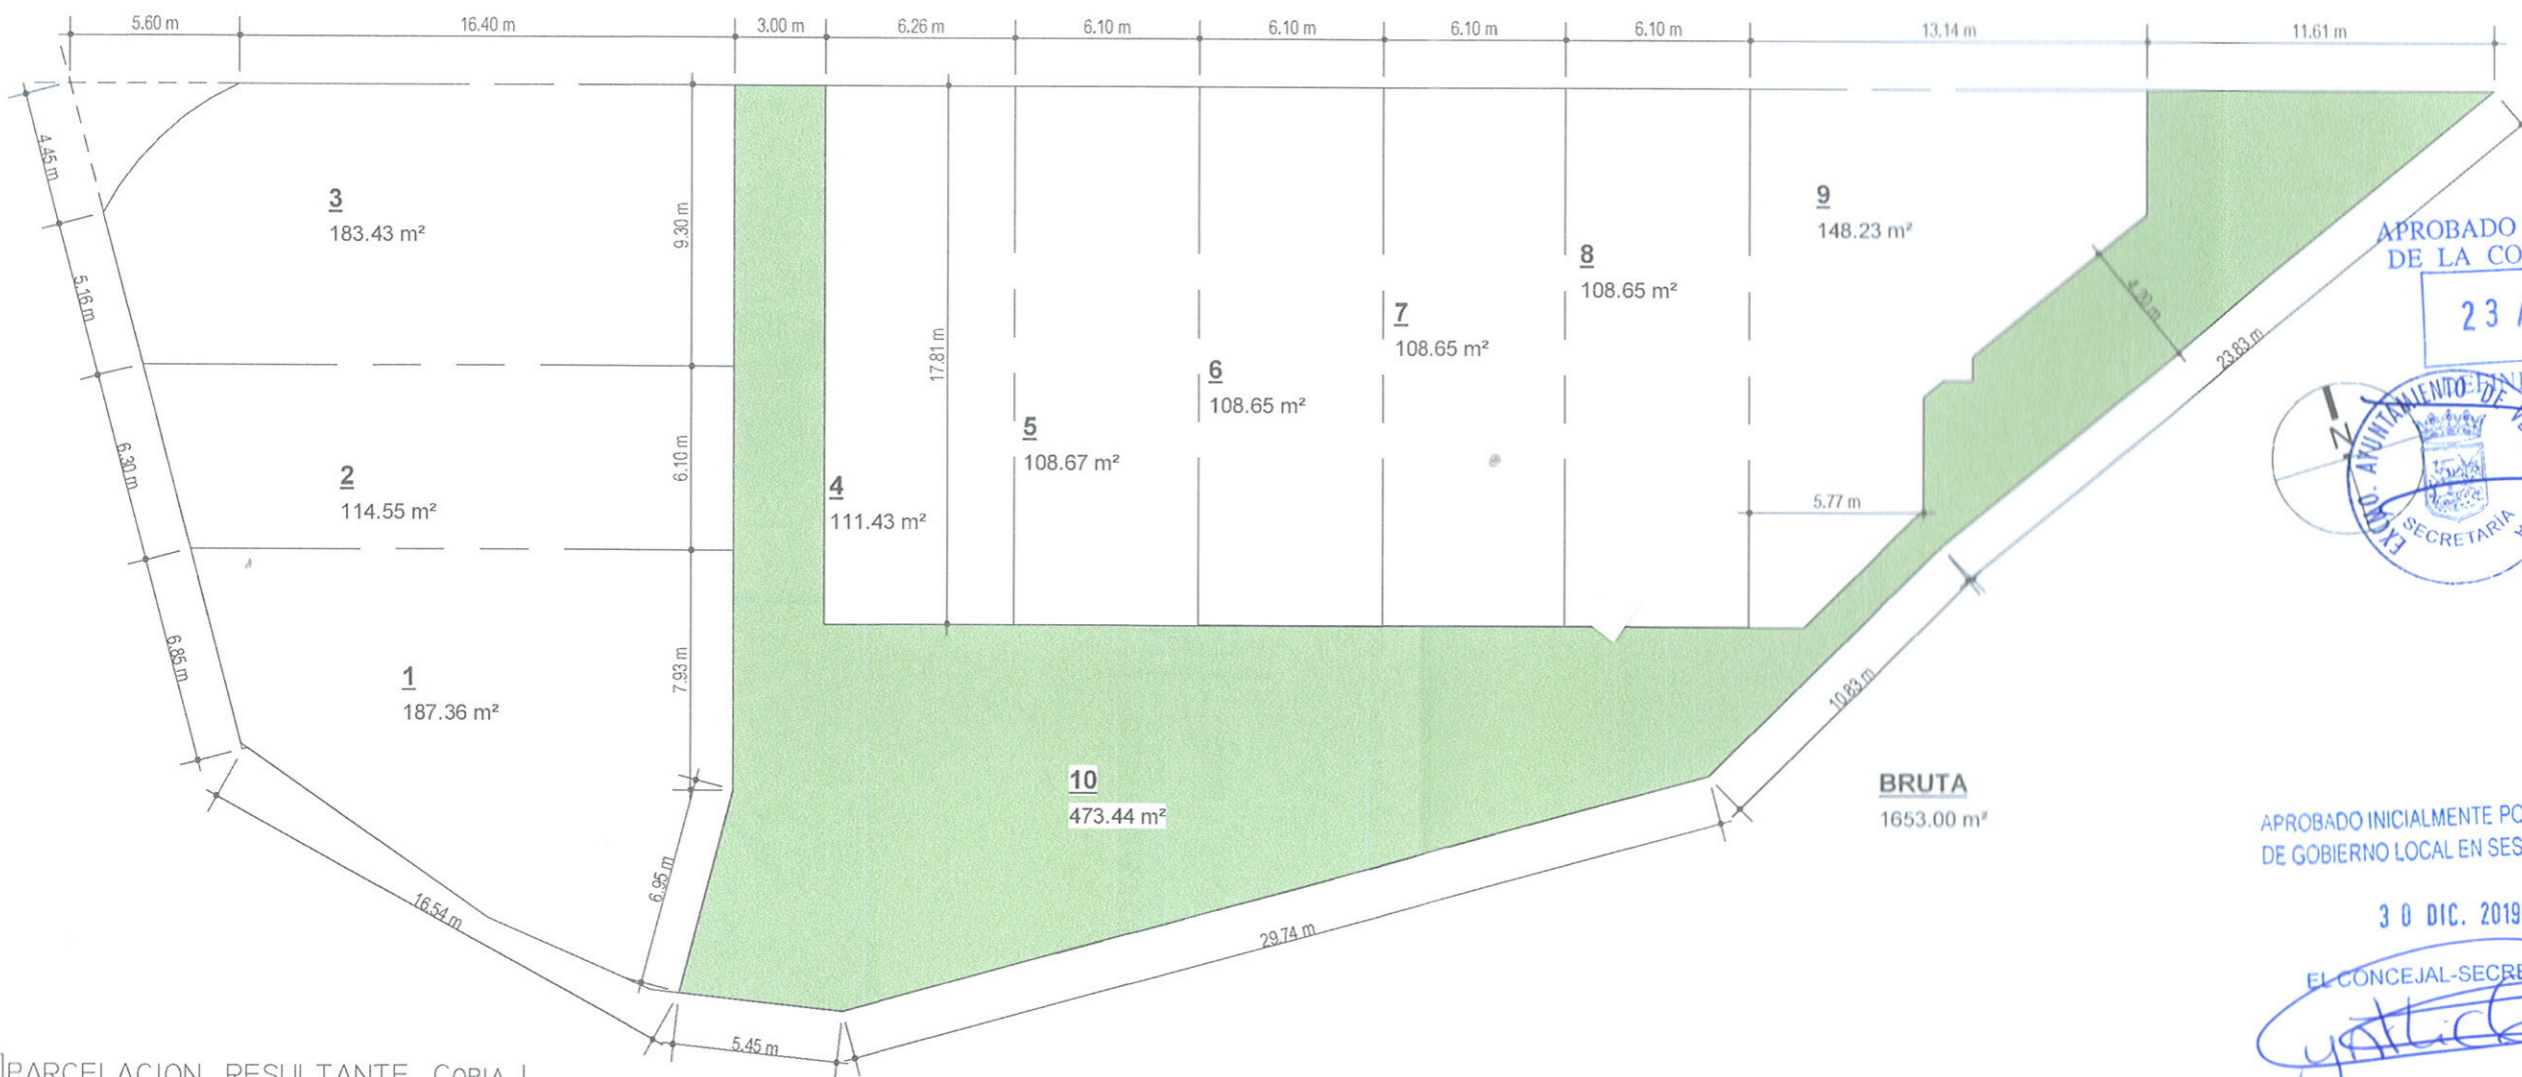 5.60 m
16.40 m
3.00 m
6.26 m
6.10 m
6.10 m
6.10 m
6.10 m
13.14 m
11.61 m
4.45 m
5.16 m
6.30 m
6.85 m
3
183.43 m²
9.30 m
2
114.55 m²
6.10 m
1
187.36 m²
7.93 m
17.81 m
4
111.43 m²
5
108.67 m²
6
108.65 m²
7
108.65 m²
8
108.65 m²
9
148.23 m²
5.77 m
4.20 m
23.83 m
APROBADO
DE LA CO
23
EXCMO. AYUNTAMIENTO DE
SECRETARÍA
N
10
473.44 m²
10.83 m
BRUTA
1653.00 m²
16.54 m
6.95 m
5.45 m
29.74 m
APROBADO INICIALMENTE PO
DE GOBIERNO LOCAL EN SES
30 DIC. 2019
EL CONCEJAL-SECRE
PARCELACION RESULTANTE COPIA I